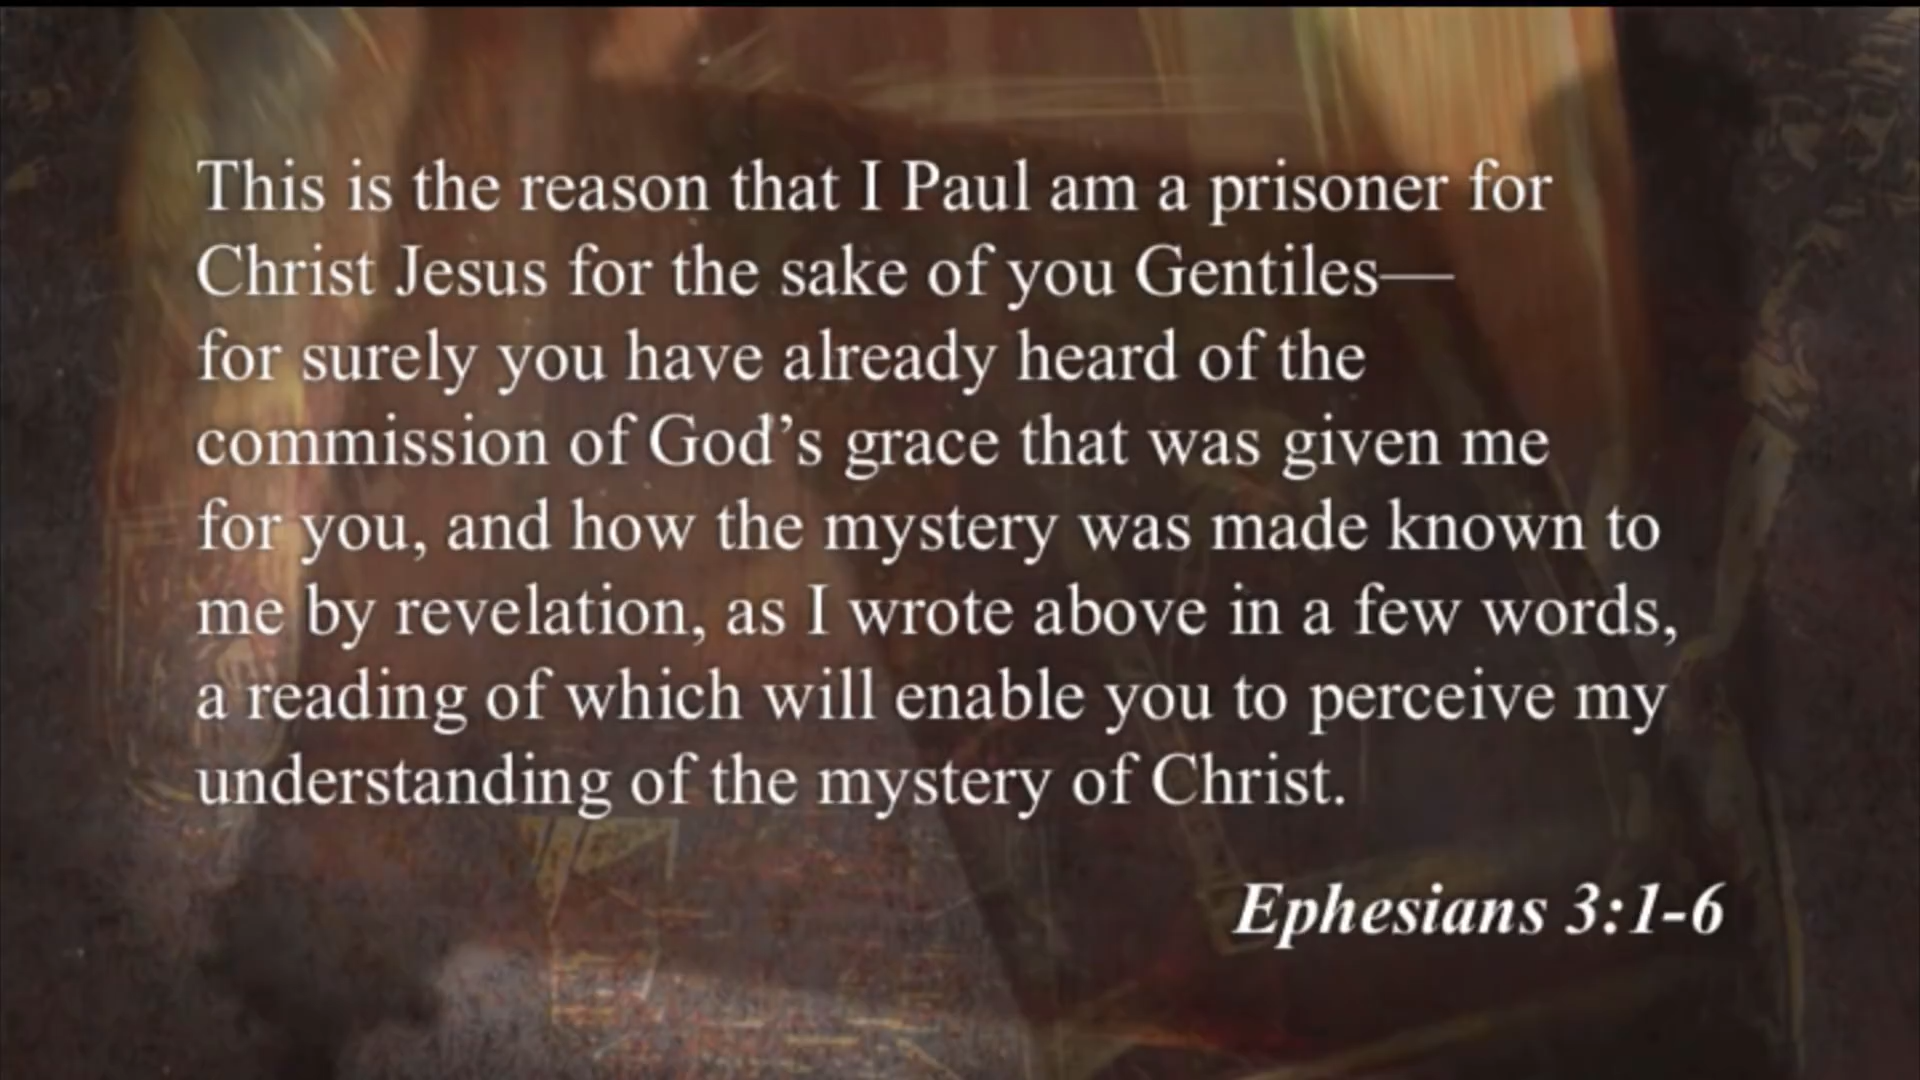 This is the reason that I Paul am a prisoner for
Christ Jesus for the sake of you Gentiles—
for surely you have already heard of the
commission of God’s grace that was given me
for you, and how the mystery was made known to
me by revelation, as I wrote above in a few words,
a reading of which will enable you to perceive my
understanding of the mystery of Christ.
Ephesians 3:1-6